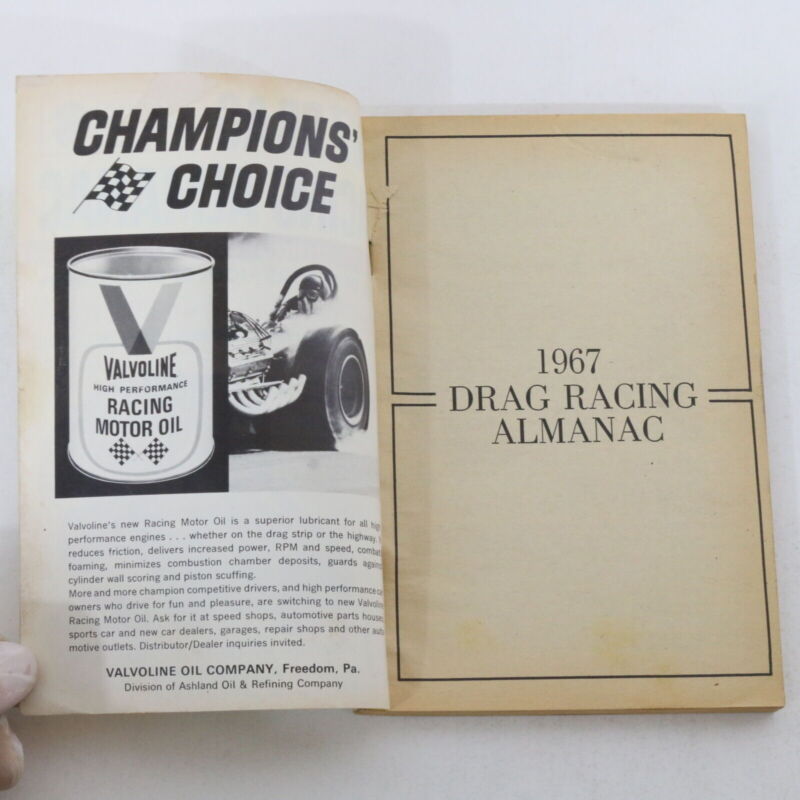 CHAMPIONS'
CHOICE
VALVOLINE
HIGH PERFORMANCE
RACING
MOTOR OIL
Valvoline's new Racing Motor Oil is a superior lubricant for all high
performance engines . . . whether on the drag strip or the highway.
reduces friction, delivers increased power, RPM and speed,
foaming, minimizes combustion chamber deposits, guards against
cylinder wall scoring and piston scuffing.
More and more champion competitive drivers, and high performance
owners who drive for fun and pleasure, are switching to new Valvoline
Racing Motor Oil. Ask for it at speed shops, automotive parts houses
sports car and new car dealers, garages, repair shops and other auto
motive outlets. Distributor/Dealer inquiries invited.
VALVOLINE OIL COMPANY, Freedom, Pa.
Division of Ashland Oil & Refining Company
1967
DRAG RACING
ALMANAC